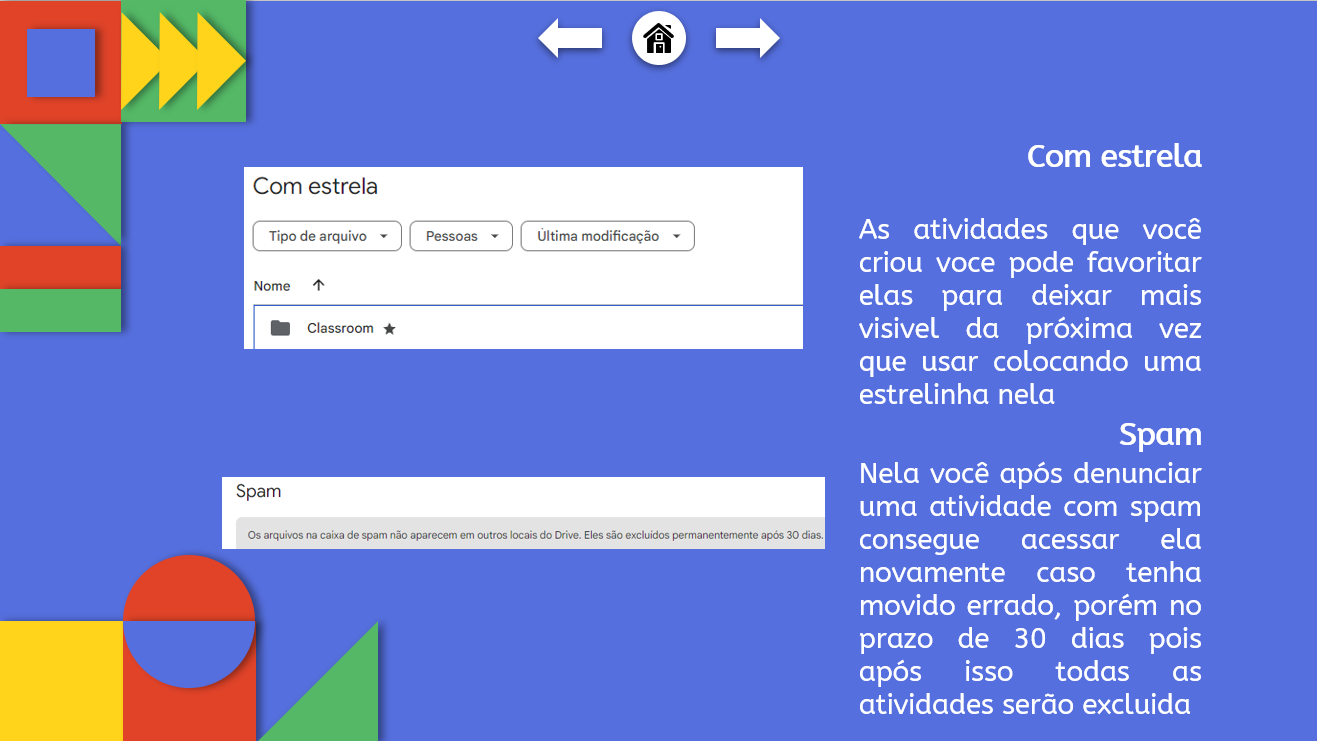 Com estrela
Tipo de arquivo
Pessoas
Última modificação
Nome
Classroom
Spam
Os arquivos na caixa de spam não aparecem em outros locais do Drive. Eles são excluídos permanentemente após 30 dias.
Com estrela
As atividades que você
criou voce pode favoritar
elas para deixar mais
visivel da próxima vez
que usar colocando uma
estrelinha nela
Spam
Nela você após denunciar
uma atividade com spam
consegue acessar ela
novamente caso tenha
movido errado, porém no
prazo de 30 dias pois
após isso todas as
atividades serão excluida